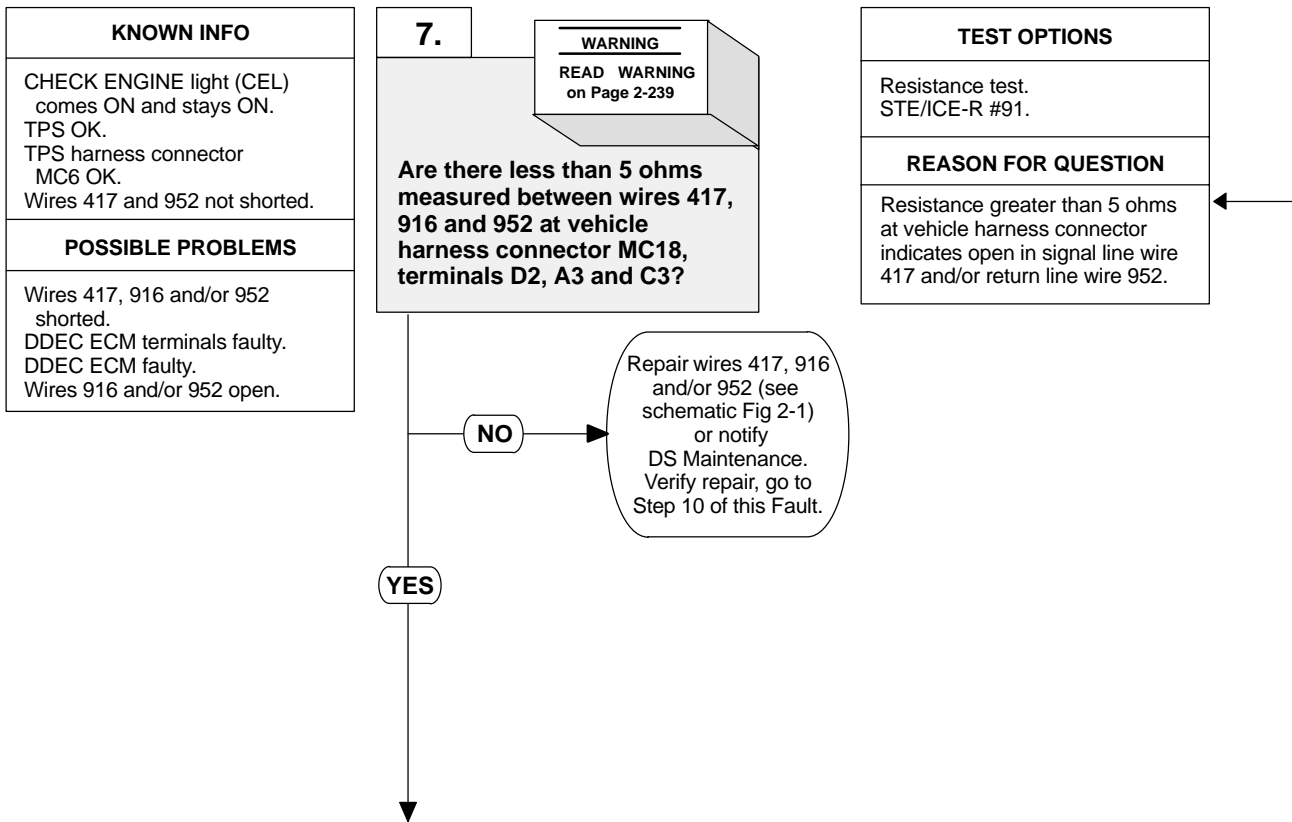 KNOWN INFO
CHECK ENGINE light (CEL)
comes ON and stays ON.
TPS OK.
TPS harness connector
MC6 OK.
Wires 417 and 952 not shorted.
POSSIBLE PROBLEMS
Wires 417, 916 and/or 952
shorted.
DDEC ECM terminals faulty.
DDEC ECM faulty.
Wires 916 and/or 952 open.
7.
WARNING
READ WARNING
on Page 2-239
Are there less than 5 ohms
measured between wires 417,
916 and 952 at vehicle
harness connector MC18,
terminals D2, A3 and C3?
TEST OPTIONS
Resistance test.
STE/ICE-R #91.
REASON FOR QUESTION
Resistance greater than 5 ohms
at vehicle harness connector
indicates open in signal line wire
417 and/or return line wire 952.
NO
Repair wires 417, 916
and/or 952 (see
schematic Fig 2-1)
or notify
DS Maintenance.
Verify repair, go to
Step 10 of this Fault.
YES